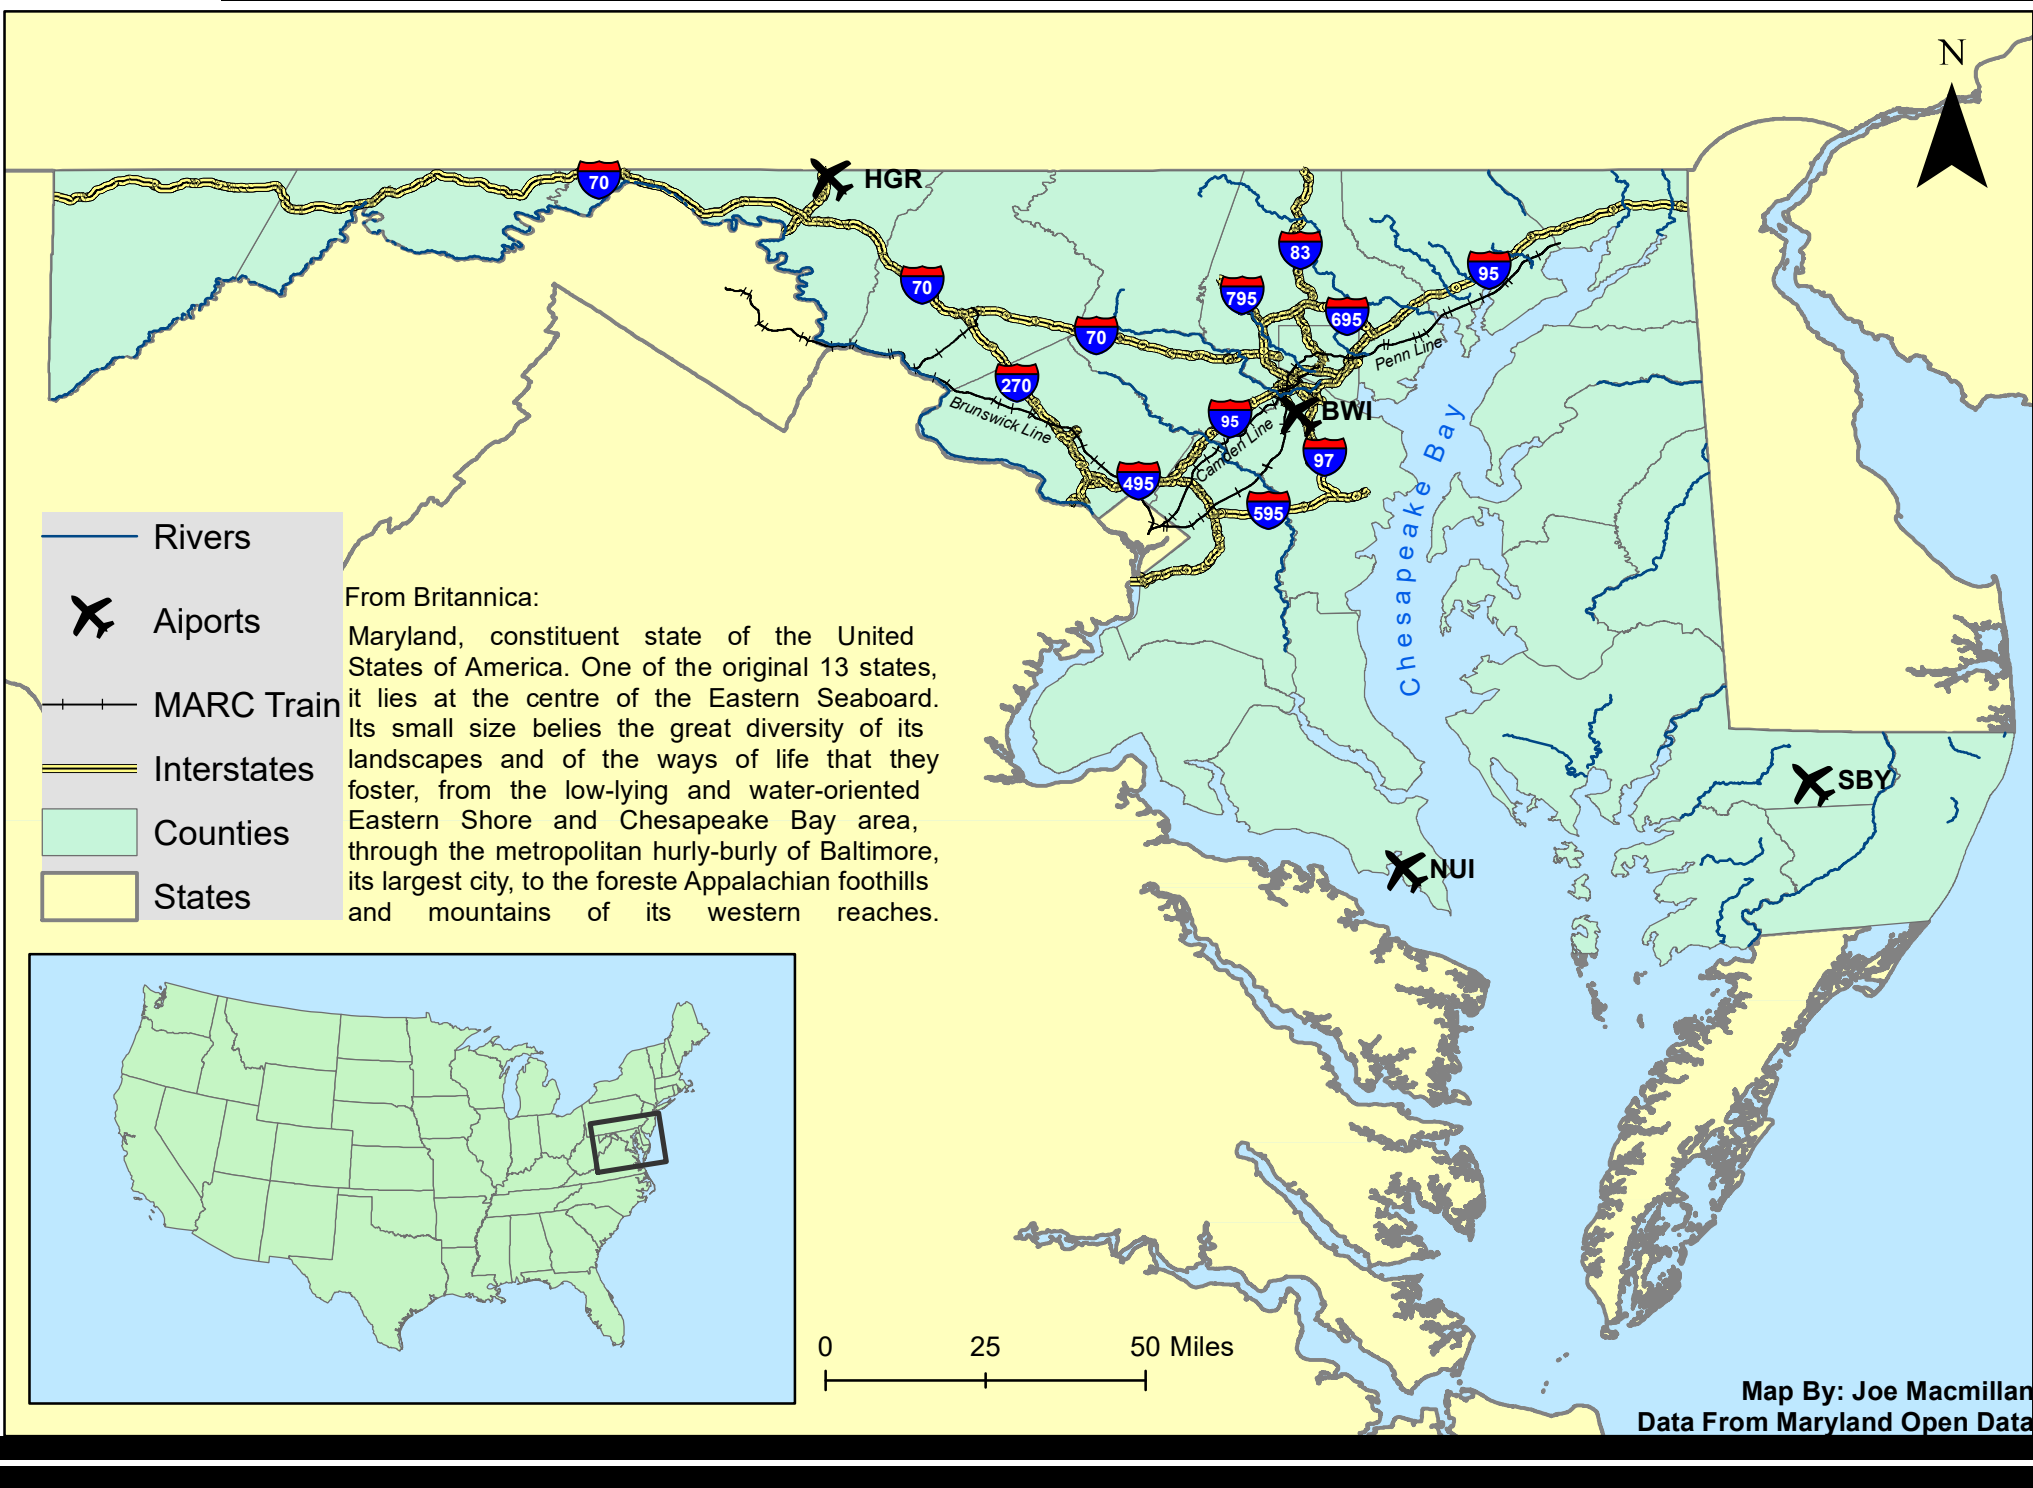 N
70
HGR
83
95
70
795
695
70
Penn Line
270
Brunswick Line
95
BWI
Camden Line
97
495
595
Chesapeake Bay
Rivers
Aiports
MARC Train
Interstates
Counties
States
From Britannica:
Maryland, constituent state of the United
States of America. One of the original 13 states,
it lies at the centre of the Eastern Seaboard.
Its small size belies the great diversity of its
landscapes and of the ways of life that they
foster, from the low-lying and water-oriented
Eastern Shore and Chesapeake Bay area,
through the metropolitan hurly-burly of Baltimore,
its largest city, to the foreste Appalachian foothills
and mountains of its western reaches.
SBY
NUI
0 25 50 Miles
Map By: Joe Macmillan
Data From Maryland Open Data